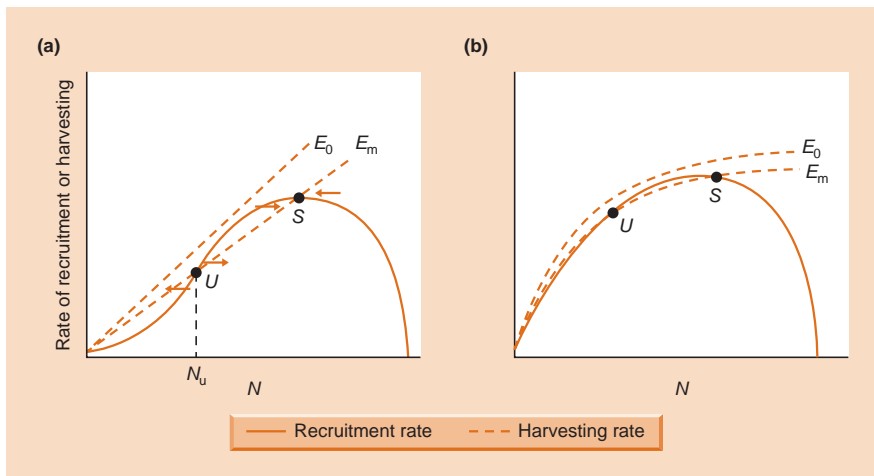 (a)
Rate of recruitment or harvesting
E0
Em
S
U
Nu
N
(b)
E0
Em
S
U
N
Recruitment rate
Harvesting rate